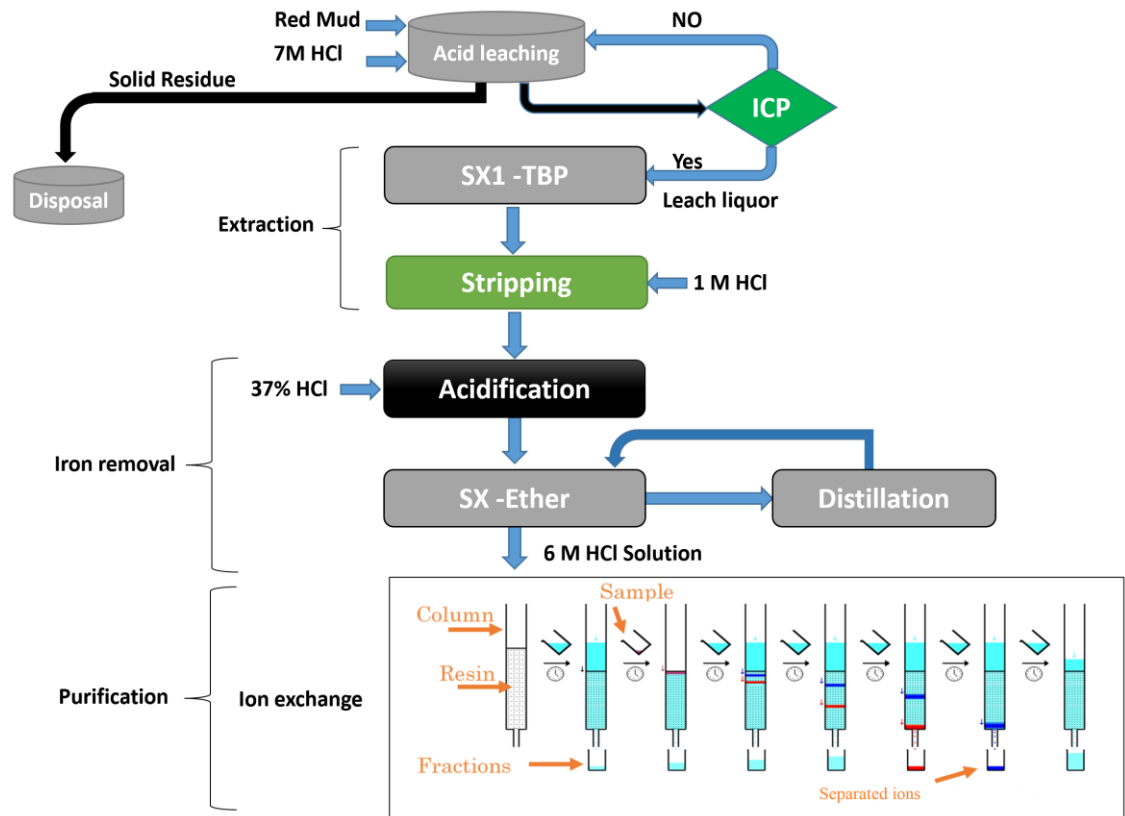 Red Mud
NO
Acid leaching
7M HCl
Solid Residue
ICP
Disposal
SX1 -TBP
Yes
Leach liquor
Extraction
Stripping
1 M HCl
37% HCl
Acidification
Iron removal
SX -Ether
Distillation
6 M HCl Solution
Sample
Column
Resin
Purification
Ion exchange
Fractions
Separated ions